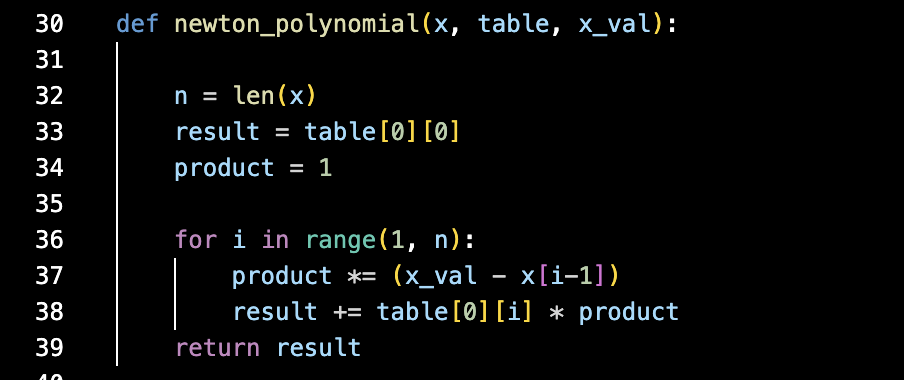 30 def newton_polynomial(x, table, x_val):
31
32     n = len(x)
33     result = table[0][0]
34     product = 1
35
36     for i in range(1, n):
37         product *= (x_val - x[i-1])
38         result += table[0][i] * product
39     return result